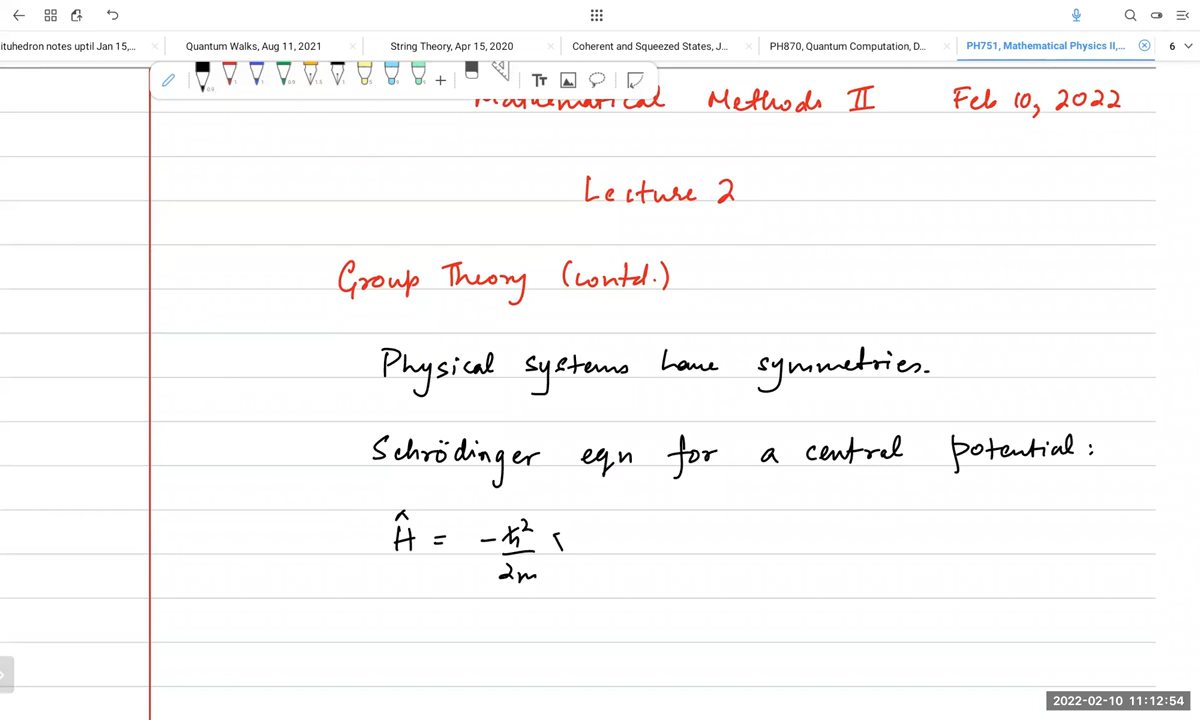 ituhedron notes uptil Jan 15,... Quantum Walks, Aug 11, 2021 String Theory, Apr 15, 2020 Coherent and Squeezed States, J... PH870, Quantum Computation, D... PH751, Mathematical Physics II,... 6
Mathematical Methods II Feb 10, 2022
Lecture 2
Group Theory (contd.)
Physical systems have symmetries.
Schrödinger eqn for a central potential :
Ĥ = -ħ²/2m
2022-02-10 11:12:54